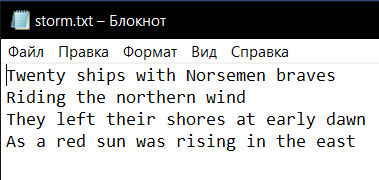 storm.txt – Блокнот
Файл Правка Формат Вид Справка
Twenty ships with Norsemen braves
Riding the northern wind
They left their shores at early dawn
As a red sun was rising in the east